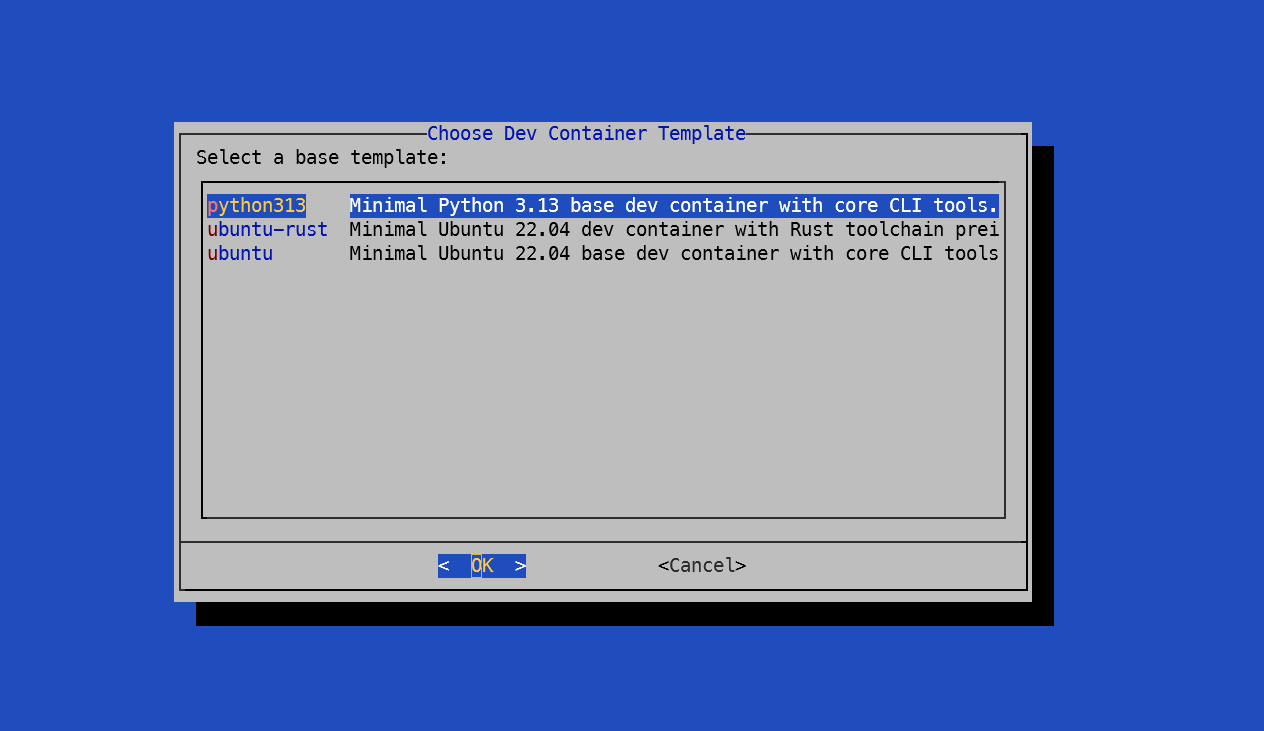 Choose Dev Container Template
Select a base template:
python313 Minimal Python 3.13 base dev container with core CLI tools.
ubuntu-rust Minimal Ubuntu 22.04 dev container with Rust toolchain prei
ubuntu Minimal Ubuntu 22.04 base dev container with core CLI tools
< OK > <Cancel>